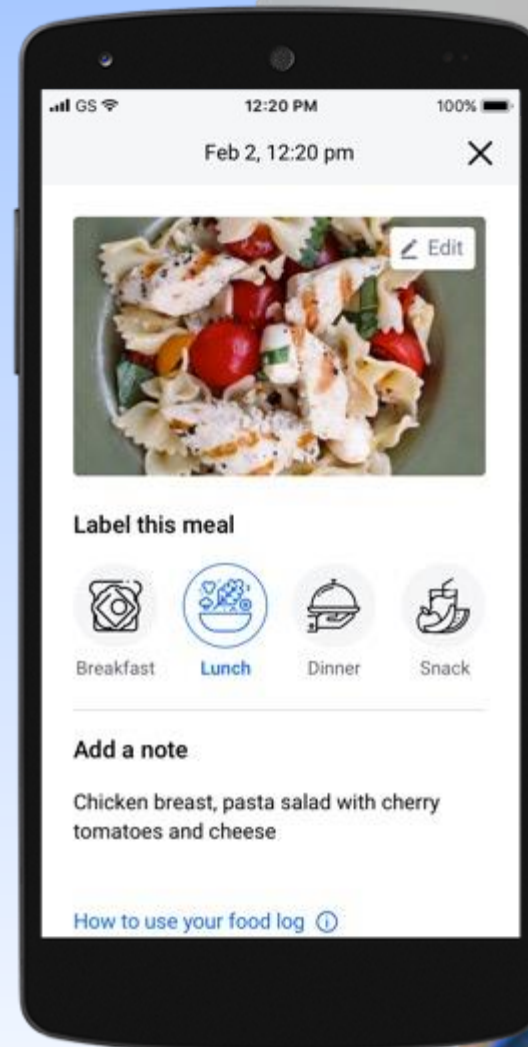 GS 12:20 PM 100%
Feb 2, 12:20 pm
Edit
Label this meal
Breakfast Lunch Dinner Snack
Add a note
Chicken breast, pasta salad with cherry
tomatoes and cheese
How to use your food log